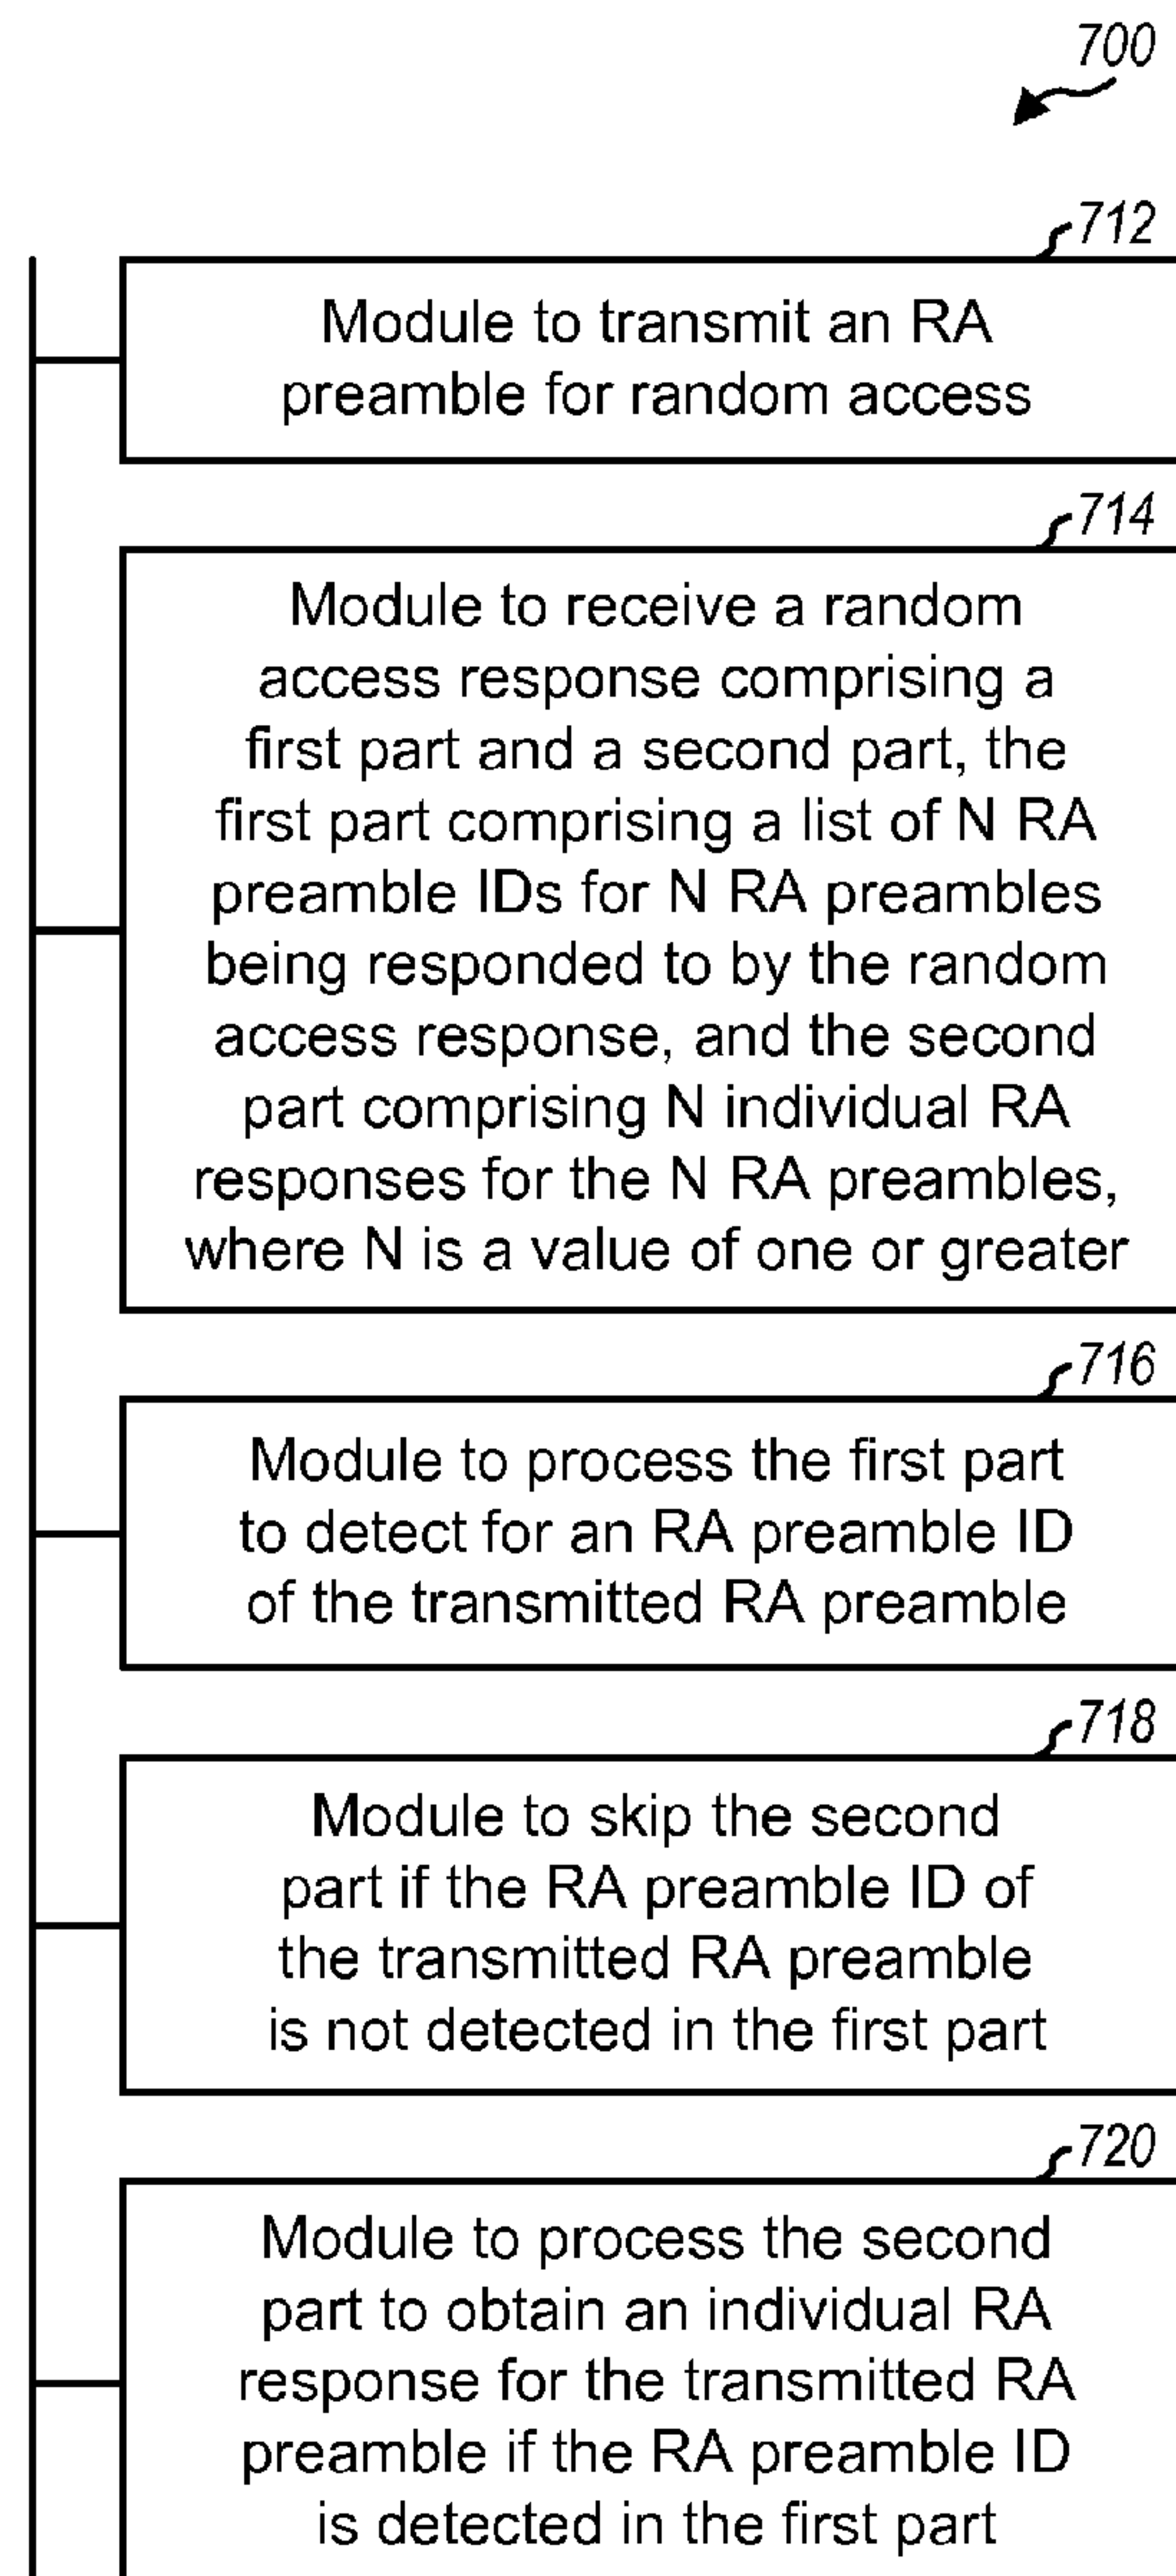 700
712
Module to transmit an RA
preamble for random access
714
Module to receive a random
access response comprising a
first part and a second part, the
first part comprising a list of N RA
preamble IDs for N RA preambles
being responded to by the random
access response, and the second
part comprising N individual RA
responses for the N RA preambles,
where N is a value of one or greater
716
Module to process the first part
to detect for an RA preamble ID
of the transmitted RA preamble
718
Module to skip the second
part if the RA preamble ID of
the transmitted RA preamble
is not detected in the first part
720
Module to process the second
part to obtain an individual RA
response for the transmitted RA
preamble if the RA preamble ID
is detected in the first part